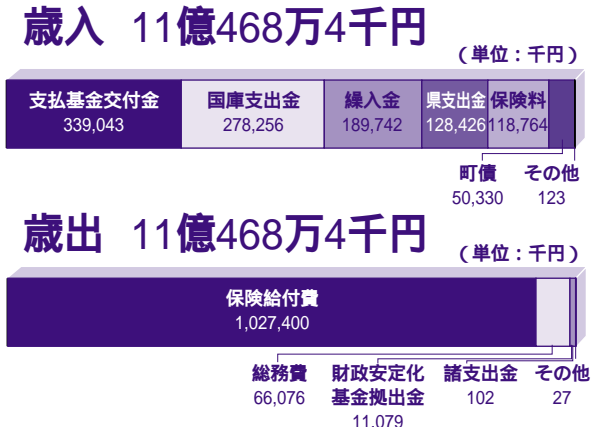 歳入 11億468万4千円
（単位：千円）
支払基金交付金 国庫支出金 繰入金 県支出金 保険料
339,043 278,256 189,742 128,426 118,764
町債 その他
50,330 123
歳出 11億468万4千円
（単位：千円）
保険給付費
1,027,400
総務費 財政安定化 諸支出金 その他
66,076 基金拠出金 102 27
11,079